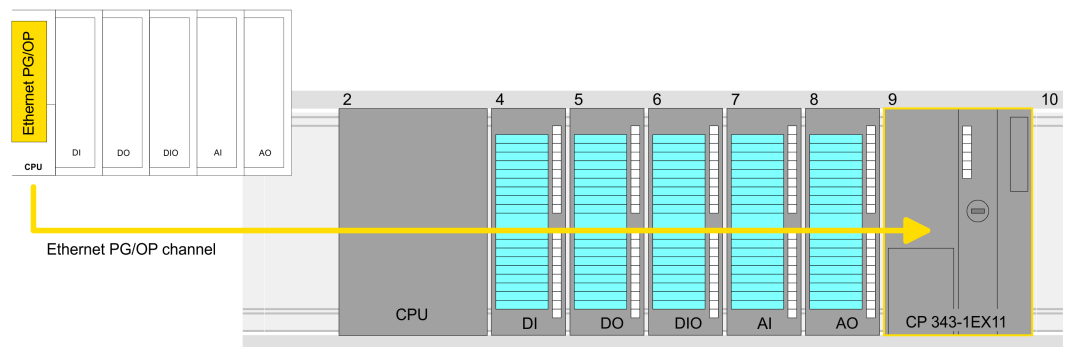 Ethernet PG/OP
CPU
DI
DO
DIO
AI
AO
Ethernet PG/OP channel
2
4
5
6
7
8
9
10
CPU
DI
DO
DIO
AI
AO
CP 343-1EX11